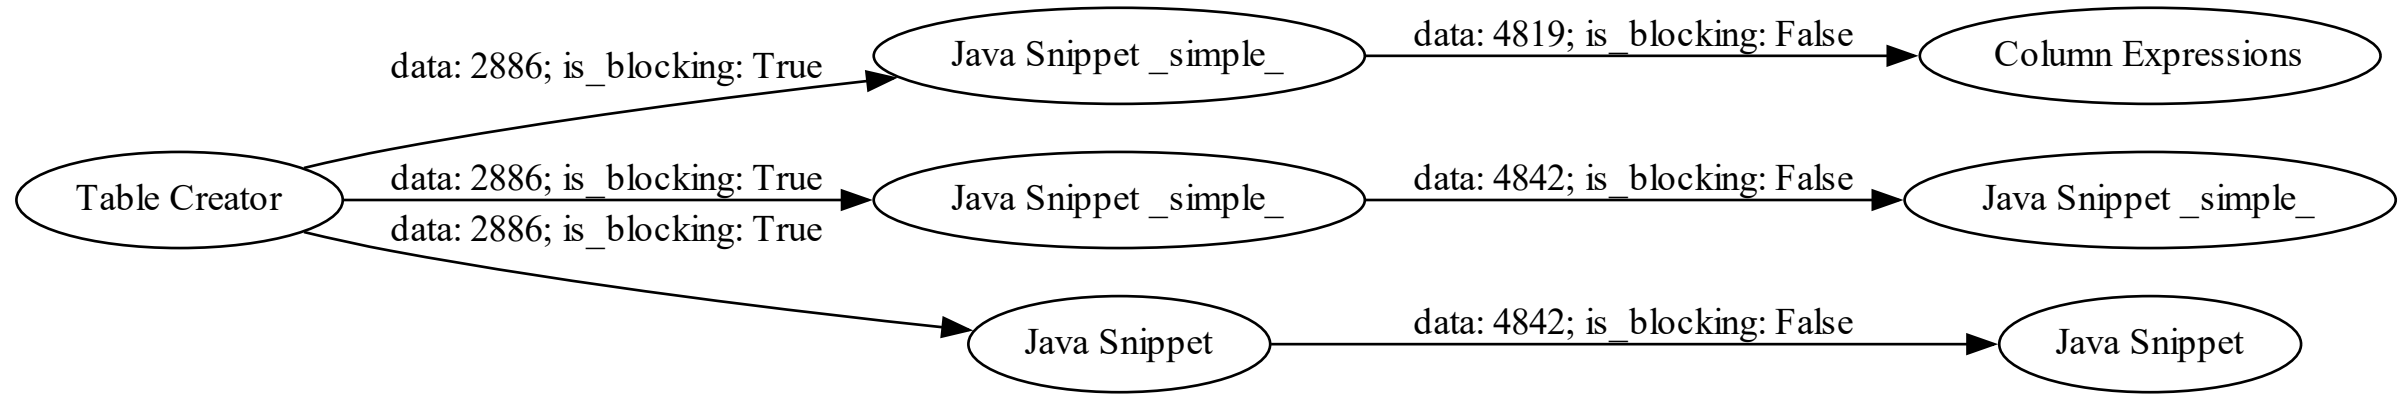 Table Creator
data: 2886; is_blocking: True
Java Snippet _simple_
data: 4819; is_blocking: False
Column Expressions
data: 2886; is_blocking: True
Java Snippet _simple_
data: 4842; is_blocking: False
Java Snippet _simple_
data: 2886; is_blocking: True
Java Snippet
data: 4842; is_blocking: False
Java Snippet